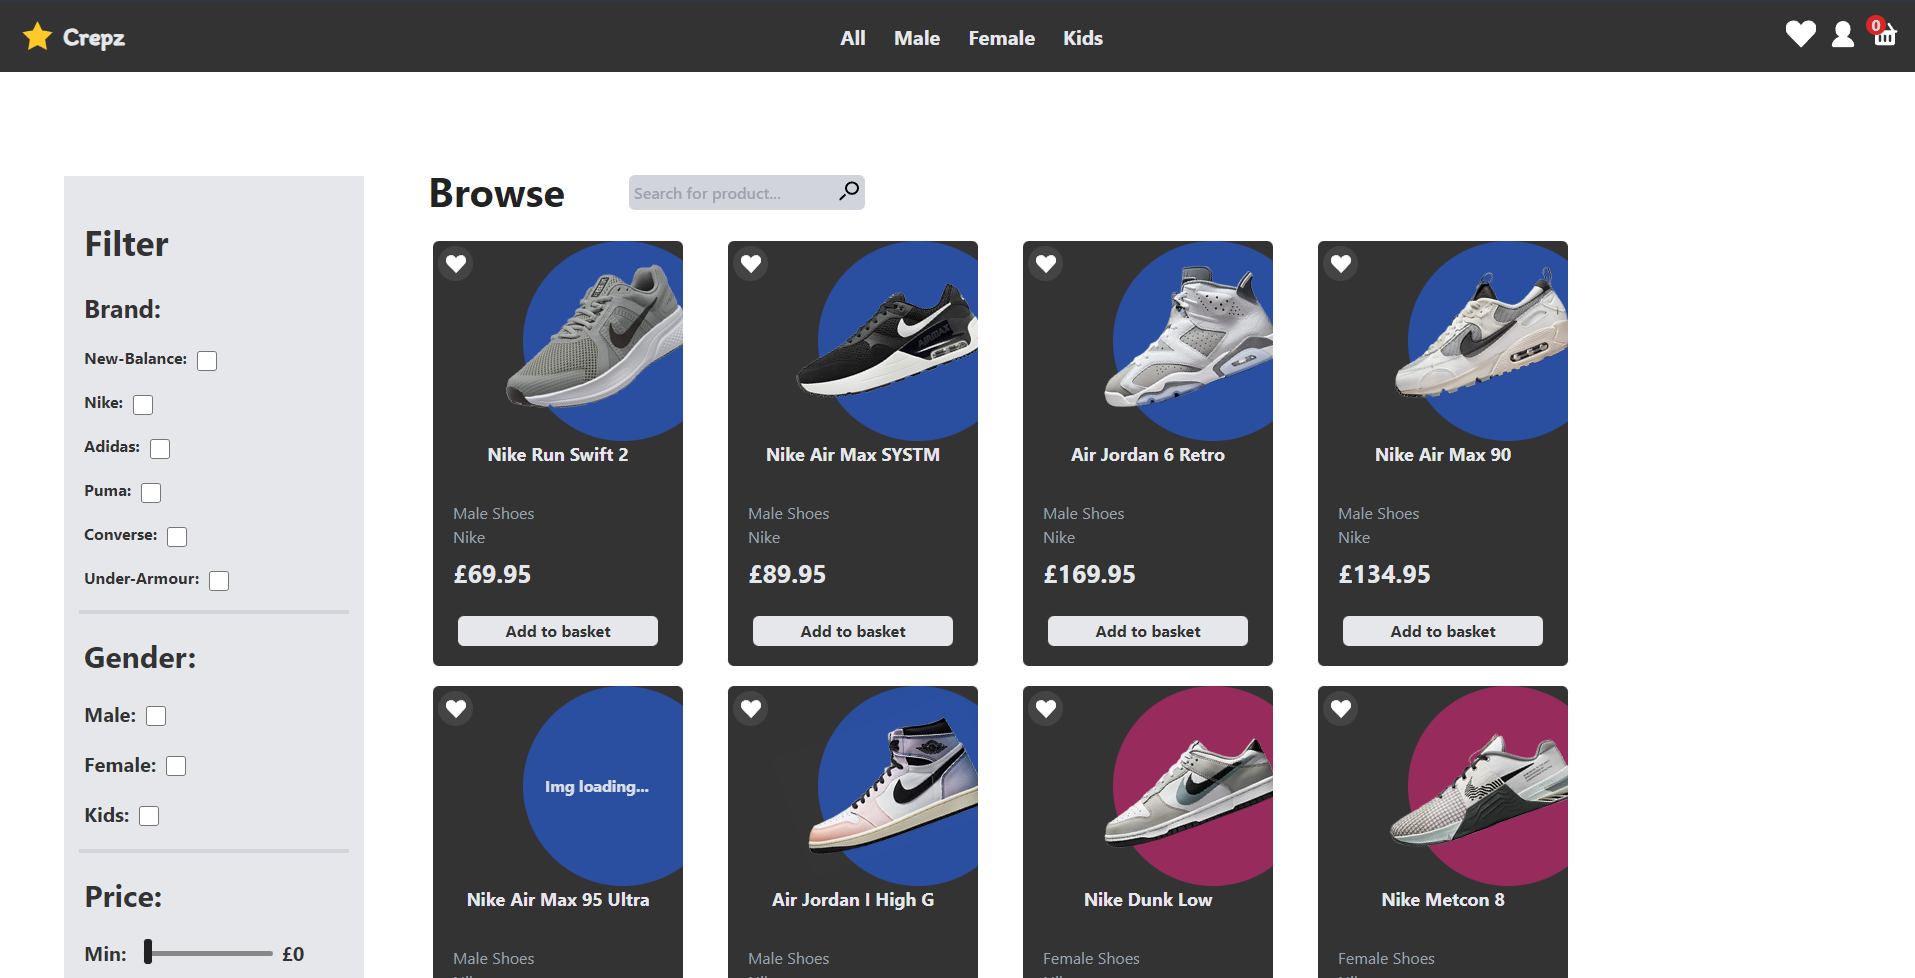 Crepz
All Male Female Kids
0
Filter
Brand:
New-Balance:
Nike:
Adidas:
Puma:
Converse:
Under-Armour:
Gender:
Male:
Female:
Kids:
Price:
Min: £0
Browse
Search for product...
Nike Run Swift 2
Male Shoes
Nike
£69.95
Add to basket
Nike Air Max SYSTM
Male Shoes
Nike
£89.95
Add to basket
Air Jordan 6 Retro
Male Shoes
Nike
£169.95
Add to basket
Nike Air Max 90
Male Shoes
Nike
£134.95
Add to basket
Img loading...
Nike Air Max 95 Ultra
Male Shoes
Air Jordan I High G
Male Shoes
Nike Dunk Low
Female Shoes
Nike Metcon 8
Female Shoes